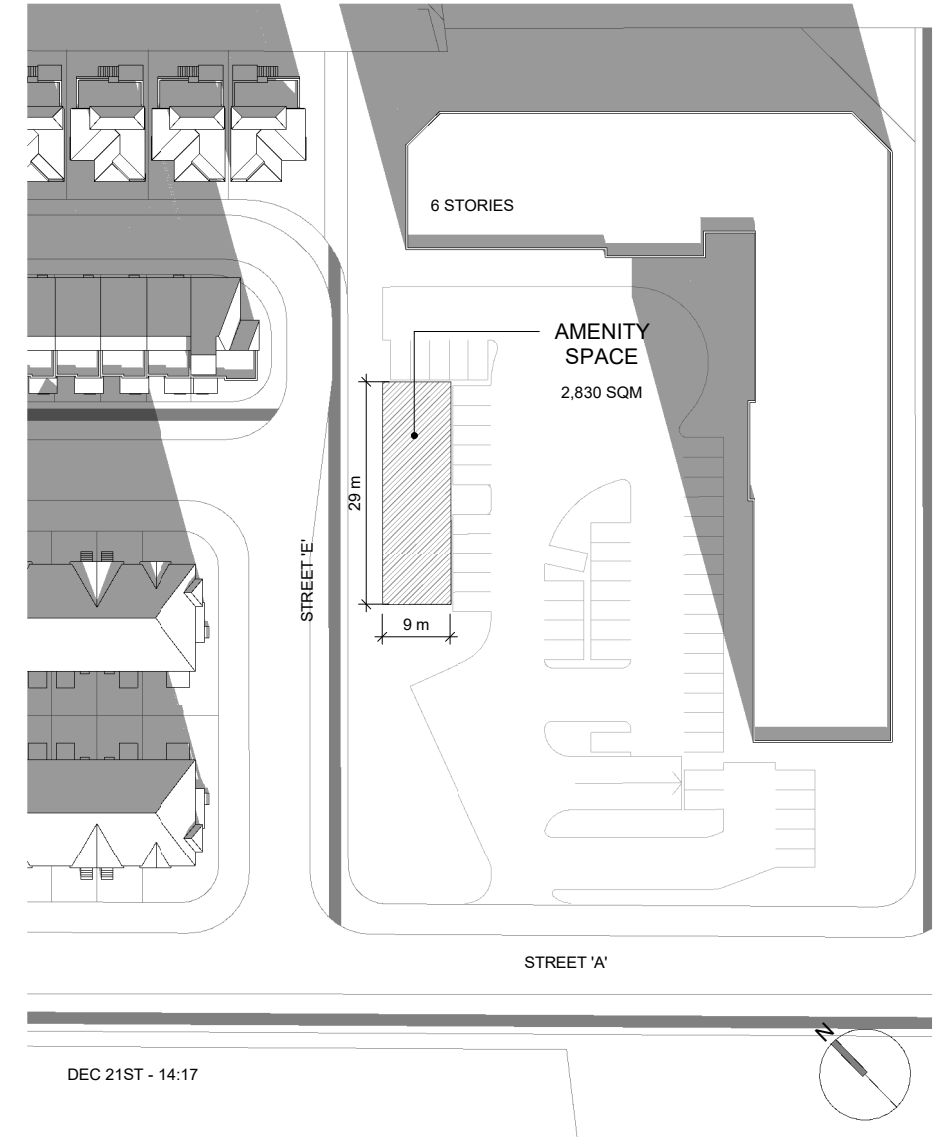 6 STORIES
AMENITY
SPACE
2,830 SQM
29 m
STREET 'E'
9 m
STREET 'A'
N
DEC 21ST - 14:17